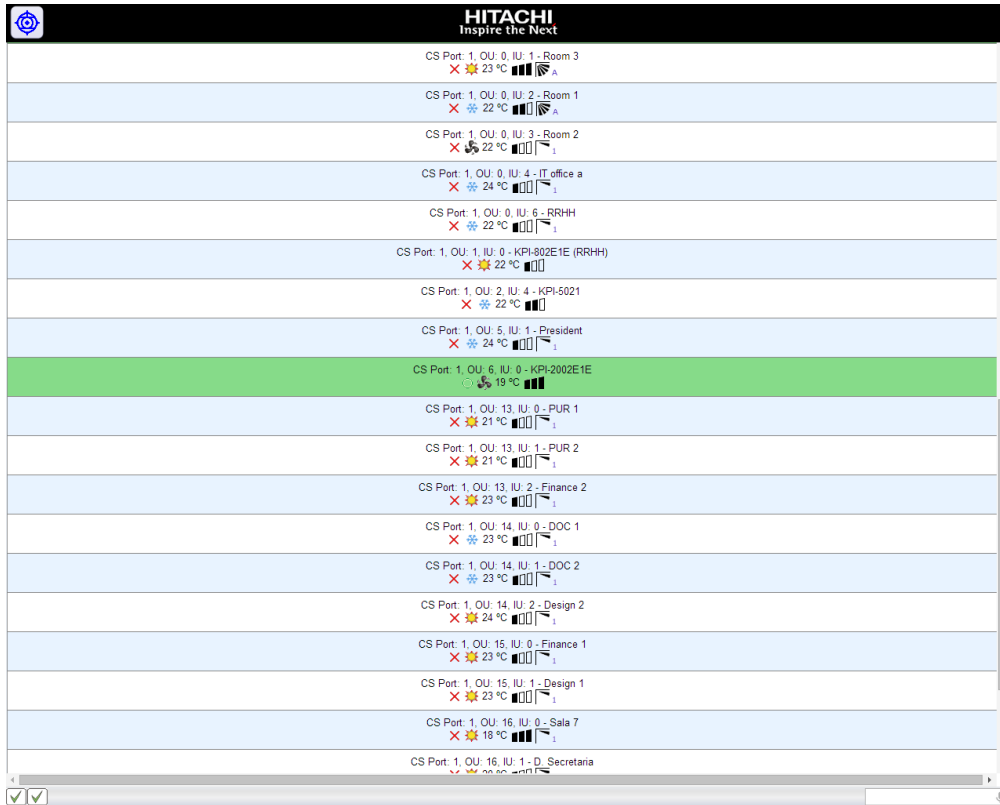 HITACHI
Inspire the Next
CS Port: 1, OU: 0, IU: 1 - Room 3
23 ºC A
CS Port: 1, OU: 0, IU: 2 - Room 1
22 ºC A
CS Port: 1, OU: 0, IU: 3 - Room 2
22 ºC 1
CS Port: 1, OU: 0, IU: 4 - IT office a
24 ºC 1
CS Port: 1, OU: 0, IU: 6 - RRHH
22 ºC 1
CS Port: 1, OU: 1, IU: 0 - KPI-802E1E (RRHH)
22 ºC
CS Port: 1, OU: 2, IU: 4 - KPI-5021
22 ºC
CS Port: 1, OU: 5, IU: 1 - President
24 ºC 1
CS Port: 1, OU: 6, IU: 0 - KPI-2002E1E
19 ºC
CS Port: 1, OU: 13, IU: 0 - PUR 1
21 ºC 1
CS Port: 1, OU: 13, IU: 1 - PUR 2
21 ºC 1
CS Port: 1, OU: 13, IU: 2 - Finance 2
23 ºC 1
CS Port: 1, OU: 14, IU: 0 - DOC 1
23 ºC 1
CS Port: 1, OU: 14, IU: 1 - DOC 2
23 ºC 1
CS Port: 1, OU: 14, IU: 2 - Design 2
24 ºC 1
CS Port: 1, OU: 15, IU: 0 - Finance 1
23 ºC 1
CS Port: 1, OU: 15, IU: 1 - Design 1
23 ºC 1
CS Port: 1, OU: 16, IU: 0 - Sala 7
18 ºC 1
CS Port: 1, OU: 16, IU: 1 - D. Secretaria